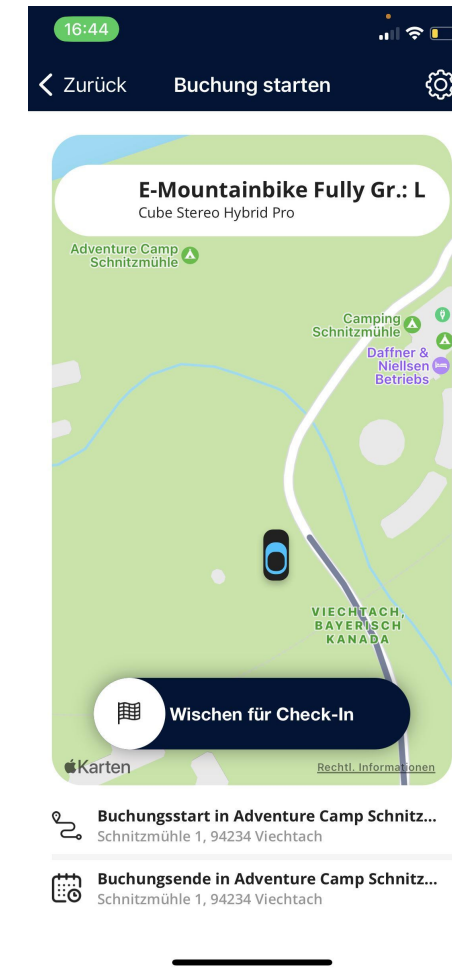 16:44
Zurück
Buchung starten
E-Mountainbike Fully Gr.: L
Cube Stereo Hybrid Pro
Adventure Camp
Schnitzmühle
Camping
Schnitzmühle
Daffner &
Niellsen
Betriebs
VIECHTACH,
BAYERISCH
KANADA
Wischen für Check-In
Karten
Rechtl. Informationen
Buchungsstart in Adventure Camp Schnitz...
Schnitzmühle 1, 94234 Viechtach
Buchungsende in Adventure Camp Schnitz...
Schnitzmühle 1, 94234 Viechtach